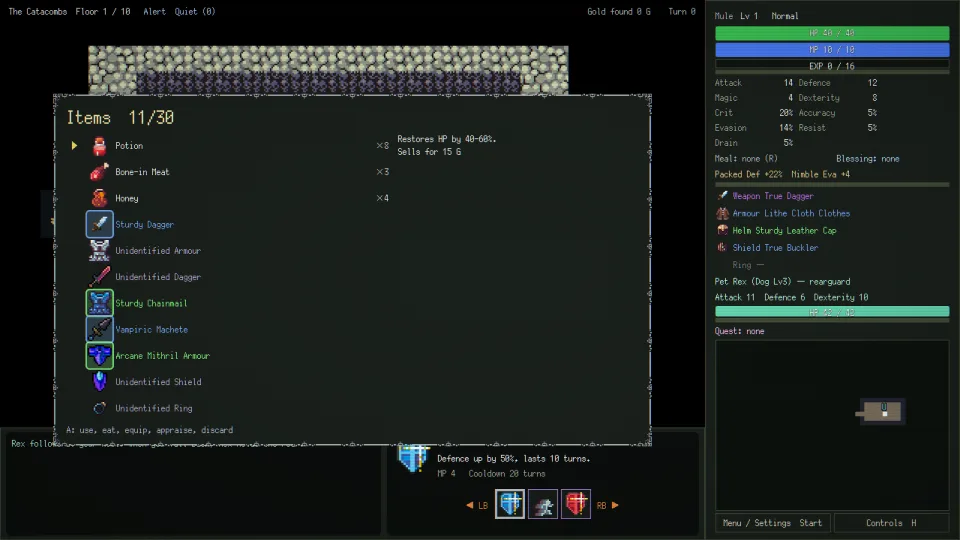 The Catacombs Floor 1 / 10 Alert Quiet (0) Gold found 0 G Turn 0
Items 11/30
Potion ×8
Bone-in Meat ×3
Honey ×4
Sturdy Dagger
Unidentified Armour
Unidentified Dagger
Sturdy Chainmail
Vampiric Machete
Arcane Mithril Armour
Unidentified Shield
Unidentified Ring
A: use, eat, equip, appraise, discard
Restores HP by 40-60%.
Sells for 15 G
Rex follo
Defence up by 50%, lasts 10 turns.
MP 4 Cooldown 20 turns
◀ LB RB ▶
Mule Lv 1 Normal
HP 40 / 40
MP 10 / 10
EXP 0 / 16
Attack 14 Defence 12
Magic 4 Dexterity 8
Crit 20% Accuracy 5%
Evasion 14% Resist 5%
Drain 5%
Meal: none (R) Blessing: none
Packed Def +22% Nimble Eva +4
Weapon True Dagger
Armour Lithe Cloth Clothes
Helm Sturdy Leather Cap
Shield True Buckler
Ring —
Pet Rex (Dog Lv3) — rearguard
Attack 11 Defence 6 Dexterity 10
Quest: none
Menu / Settings Start Controls H